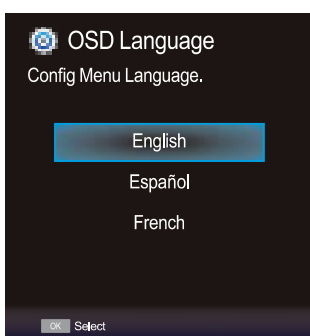 OSD Language
Config Menu Language.
English
Español
French
OK Select